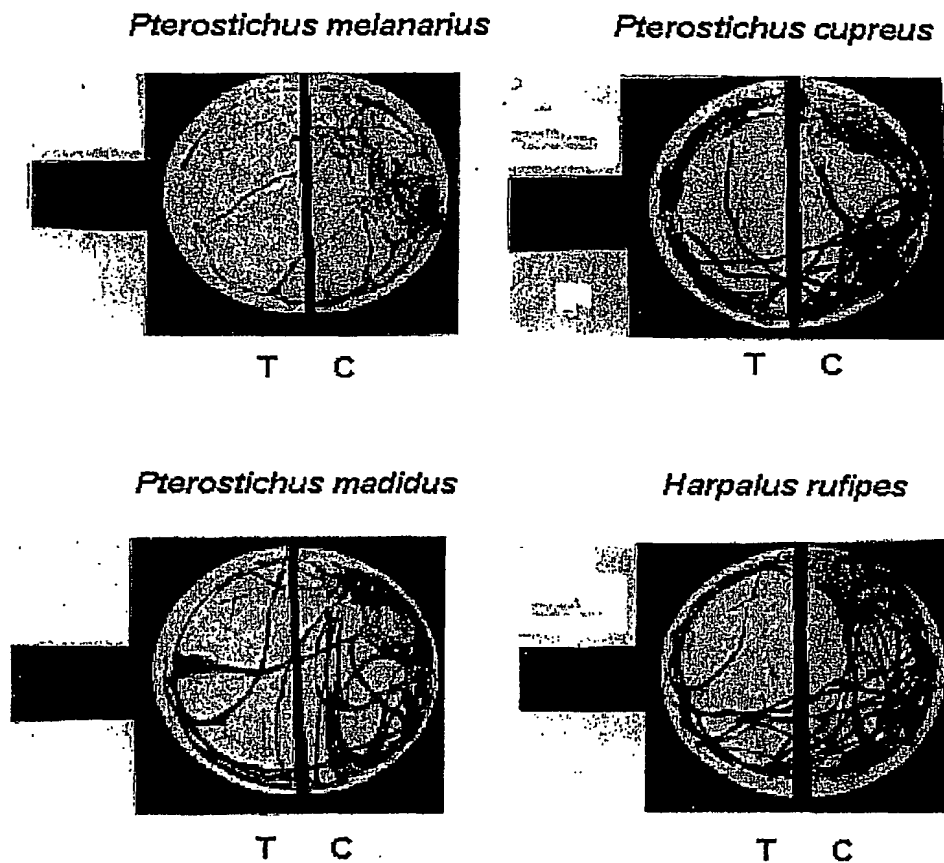 Pterostichus melanarius
Pterostichus cupreus
T C
T C
Pterostichus madidus
Harpalus rufipes
T C
T C